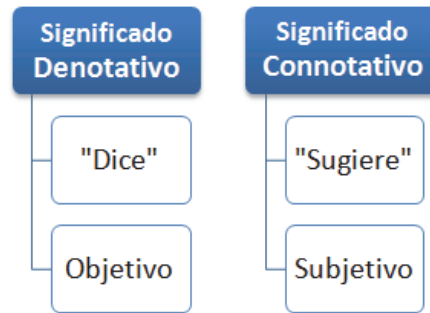 Significado
Denotativo
"Dice"
Objetivo
Significado
Connotativo
"Sugiere"
Subjetivo